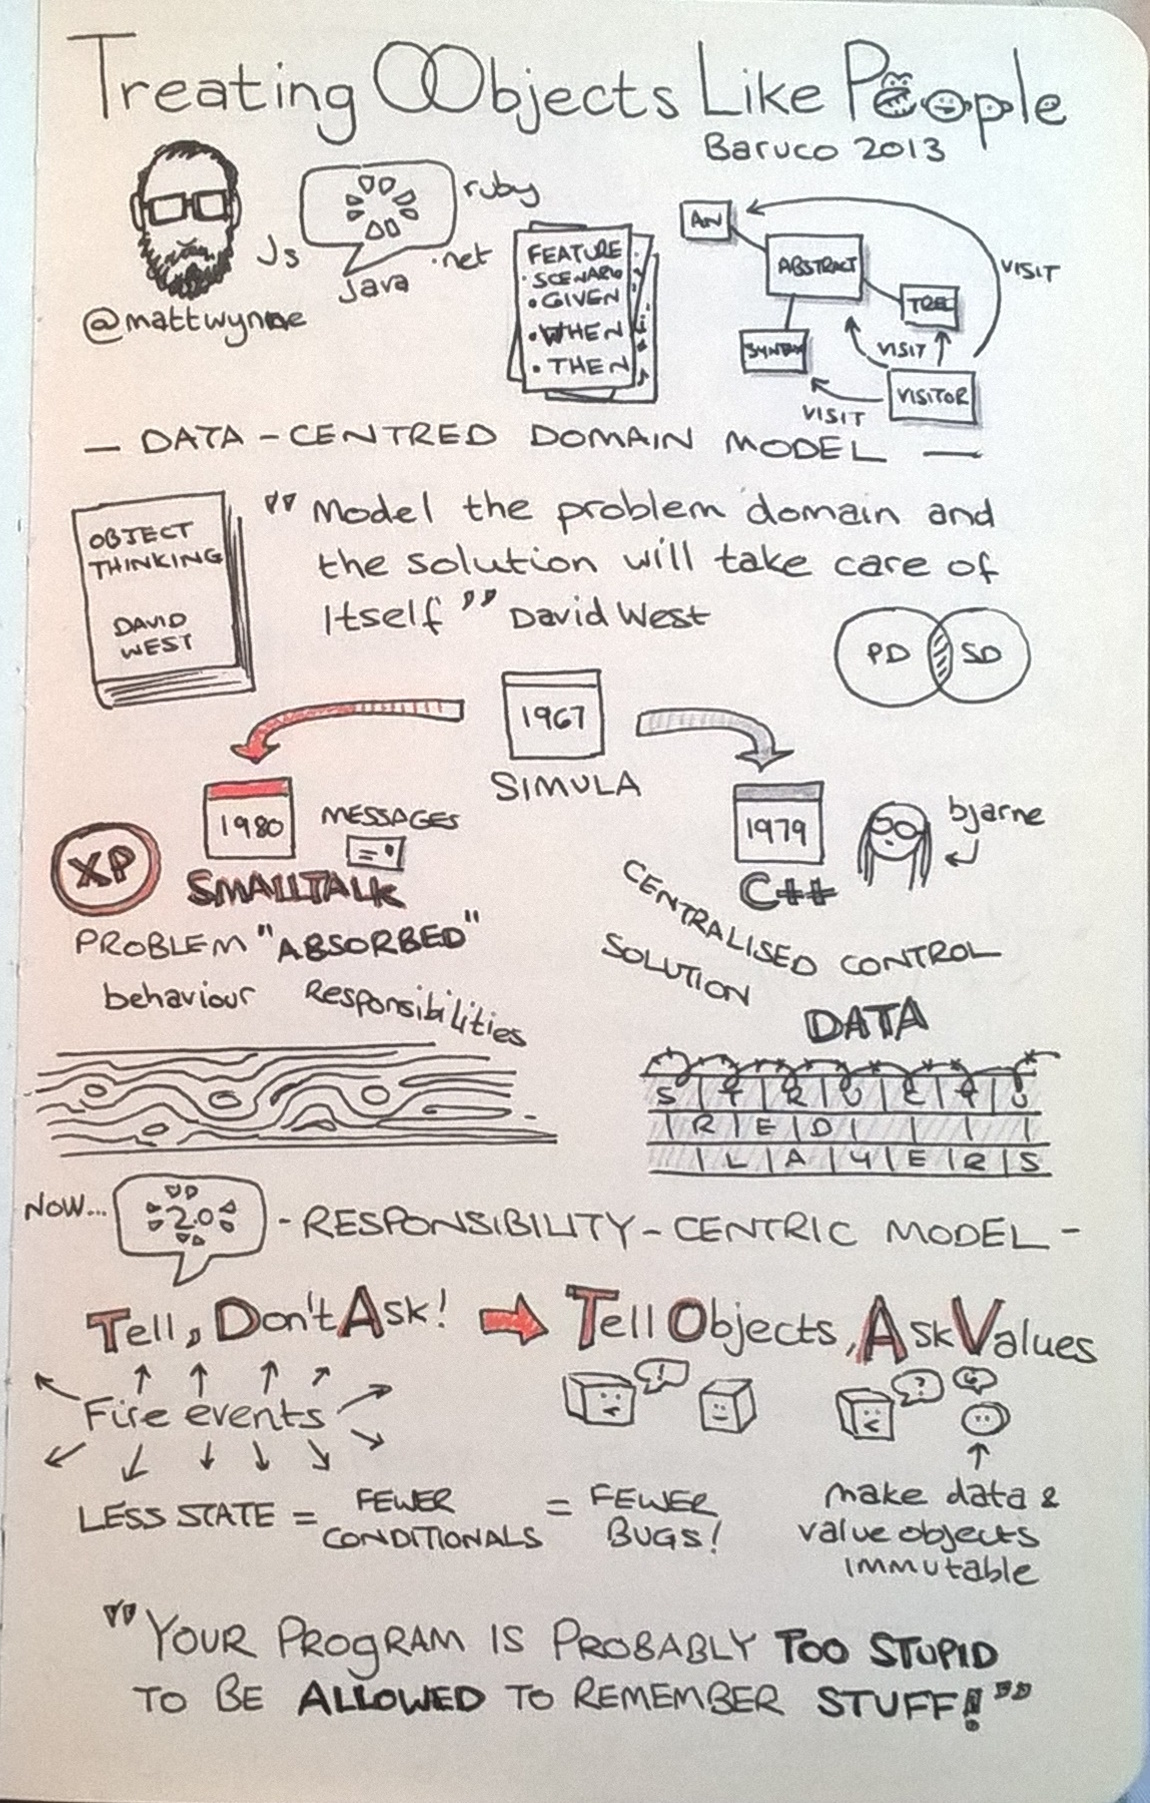 Treating OObjects Like People
Baruco 2013
Js
ruby
.net
Java
@mattwynne
FEATURE
· SCENARIO
• GIVEN
• WHEN
• THEN
AN
ABSTRACT
SYNTAX
TREE
VISITOR
VISIT
VISIT
VISIT
— DATA-CENTRED DOMAIN MODEL —
OBJECT
THINKING
DAVID
WEST
"Model the problem domain and
the solution will take care of
Itself" David West
PD SD
1967
SIMULA
XP
1980
MESSAGES
SMALLTALK
PROBLEM "ABSORBED"
behaviour Responsibilities
1979
C++
bjarne
CENTRALISED CONTROL
SOLUTION
DATA
STRUCTU
RED
LAYERS
NOW...
2.0
- RESPONSIBILITY-CENTRIC MODEL -
Tell, Don't Ask! Tell Objects, Ask Values
!
?
6
Fire events
LESS STATE = FEWER CONDITIONALS = FEWER BUGS!
make data &
value objects
immutable
"YOUR PROGRAM IS PROBABLY TOO STUPID
TO BE ALLOWED TO REMEMBER STUFF!"